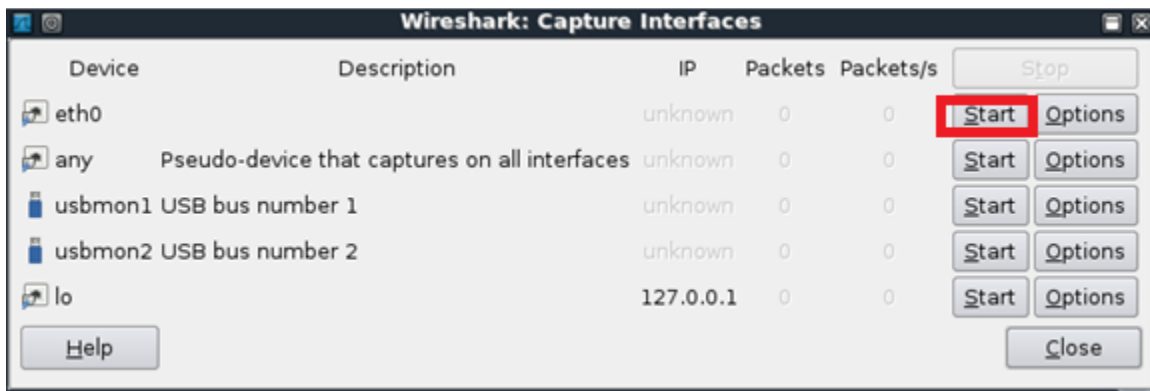 Wireshark: Capture Interfaces
Device Description IP Packets Packets/s Stop
eth0 unknown 0 0 Start Options
any Pseudo-device that captures on all interfaces unknown 0 0 Start Options
usbmon1 USB bus number 1 unknown 0 0 Start Options
usbmon2 USB bus number 2 unknown 0 0 Start Options
lo 127.0.0.1 0 0 Start Options
Help Close